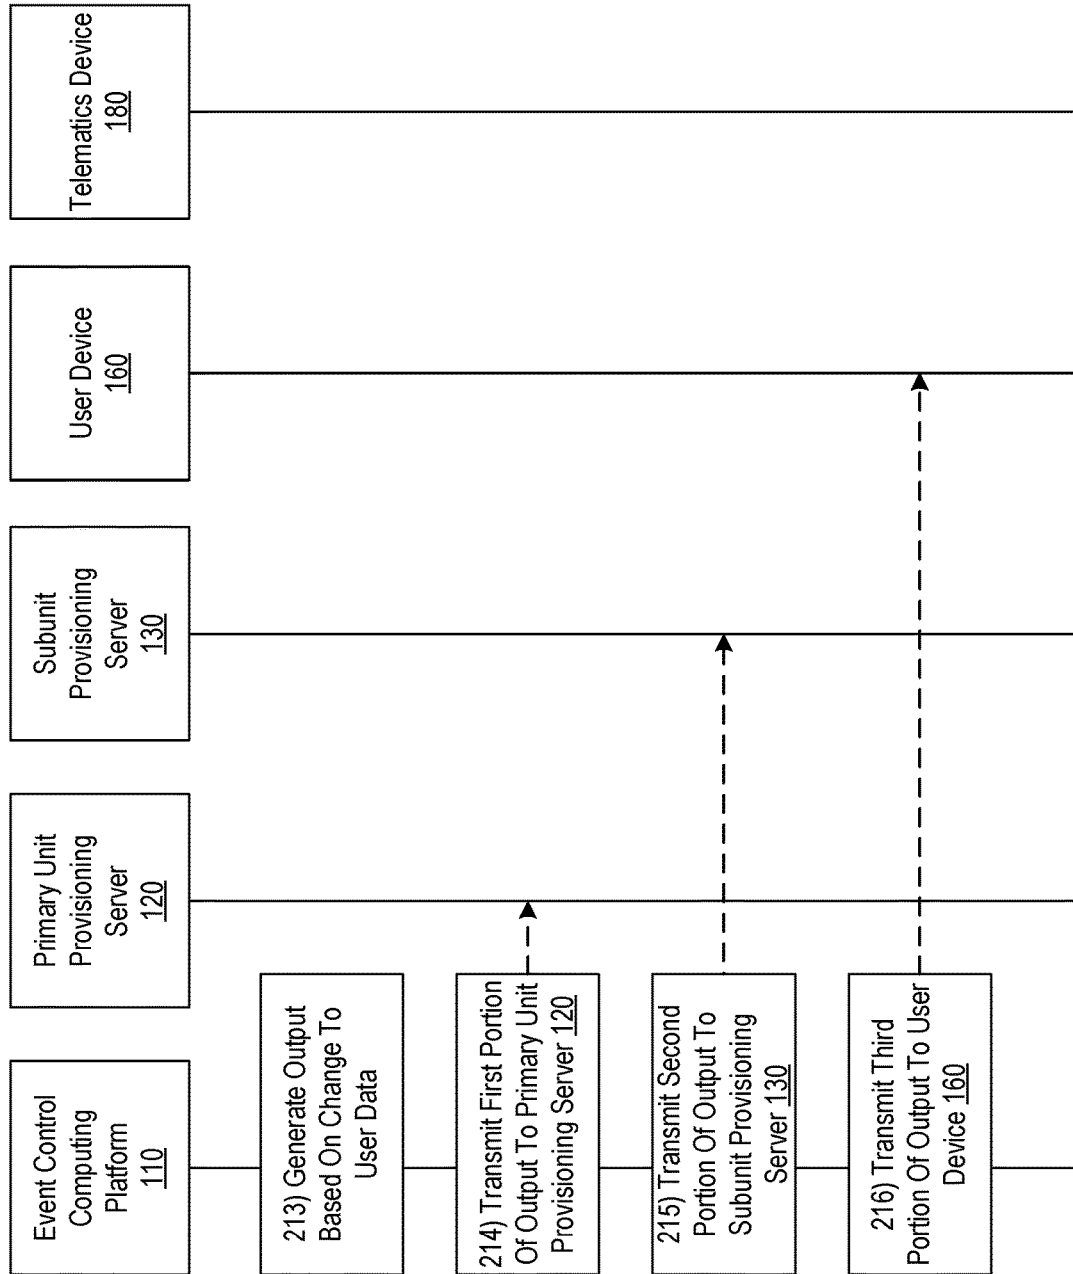 Event Control
Computing
Platform
110
Primary Unit
Provisioning
Server
120
Subunit
Provisioning
Server
130
User Device
160
Telematics Device
180
213) Generate Output
Based On Change To
User Data
214) Transmit First Portion
Of Output To Primary Unit
Provisioning Server 120
215) Transmit Second
Portion Of Output To
Subunit Provisioning
Server 130
216) Transmit Third
Portion Of Output To User
Device 160